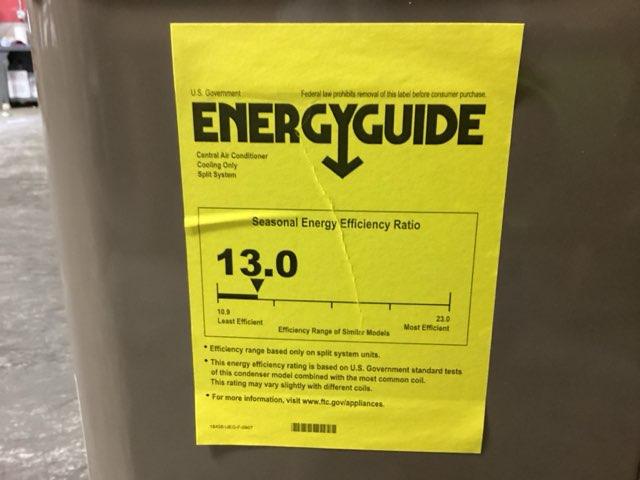 U.S. Government Federal law prohibits removal of this label before consumer purchase.
ENERGYGUIDE
Central Air Conditioner
Cooling Only
Split System
Seasonal Energy Efficiency Ratio
13.0
10.9 23.0
Least Efficient Most Efficient
Efficiency Range of Similar Models
• Efficiency range based only on split system units.
• This energy efficiency rating is based on U.S. Government standard tests
of this condenser model combined with the most common coil.
This rating may vary slightly with different coils.
• For more information, visit www.ftc.gov/appliances.